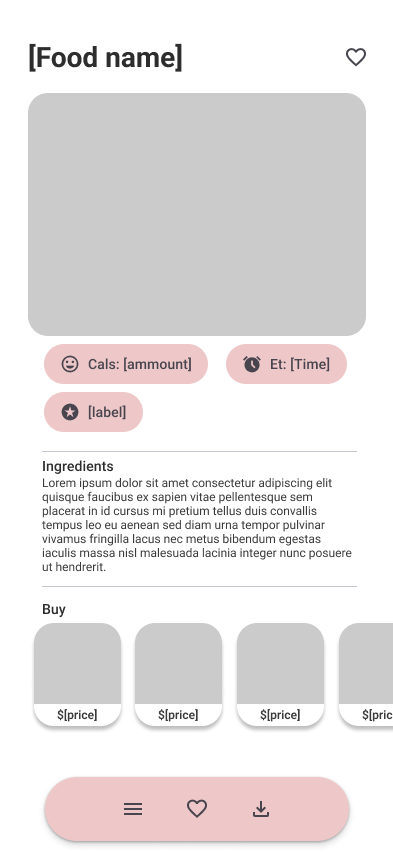 [Food name]
Cals: [ammount]
Et: [Time]
[label]
Ingredients
Lorem ipsum dolor sit amet consectetur adipiscing elit
quisque faucibus ex sapien vitae pellentesque sem
placerat in id cursus mi pretium tellus duis convallis
tempus leo eu aenean sed diam urna tempor pulvinar
vivamus fringilla lacus nec metus bibendum egestas
iaculis massa nisl malesuada lacinia integer nunc posuere
ut hendrerit.
Buy
$[price]
$[price]
$[price]
$[pric